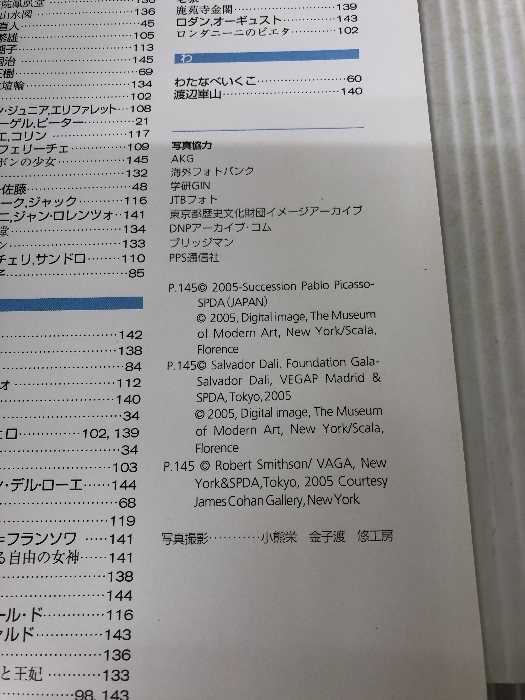 山水図 136
45
105
113
145
69
134
102
ン・ジュニア,エリファレット 108
ーゲル,ピーター 21
エ,コリン 117
フェリーチェ 109
ボンの少女 145
132
佐藤 48
ーク,ジャック 116
ニ,ジャン・ロレンツォ 141
堂 134
ン 133
チェリ,サンドロ 110
85
142
138
84
オ 112
140
34
ヒロ 102, 139
34
103
ン・デル・ローエ 144
68
119
=フランソワ 141
る自由の女神 141
138
144
ール・ド 116
ァルド 143
136
と王妃 133
98, 143
鹿苑寺金閣 139
ロダン,オーギュスト 143
ロンダニーニのピエタ 102
わ
わたなべいくこ 60
渡辺崋山 140
写真協力
AKG
海外フォトバンク
学研GIN
JTBフォト
東京都歴史文化財団イメージアーカイブ
DNPアーカイブ・コム
ブリッジマン
PPS通信社
P.145© 2005-Succession Pablo Picasso-
SPDA(JAPAN)
© 2005, Digital image, The Museum
of Modern Art, New York/Scala,
Florence
P.145© Salvador Dali. Foundation Gala-
Salvador Dali, VEGAP Madrid &
SPDA,Tokyo,2005
© 2005, Digital image, The Museum
of Modern Art, New York/Scala,
Florence
P.145 © Robert Smithson/ VAGA, New
York&SPDA,Tokyo, 2005 Courtesy
James Cohan Gallery, New York
写真撮影 小熊栄 金子渡 悠工房